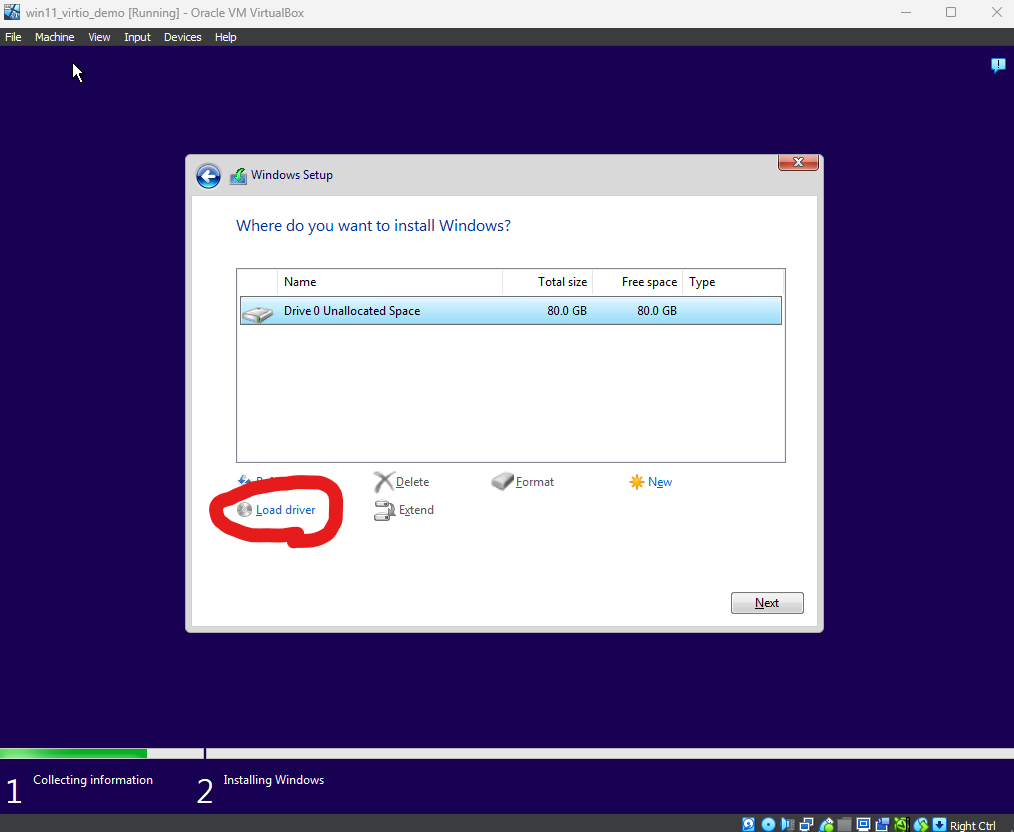 win11_virtio_demo [Running] - Oracle VM VirtualBox
File Machine View Input Devices Help
Windows Setup
Where do you want to install Windows?
Name Total size Free space Type
Drive 0 Unallocated Space 80.0 GB 80.0 GB
Delete Format New
Load driver Extend
Next
1 Collecting information 2 Installing Windows
Right Ctrl